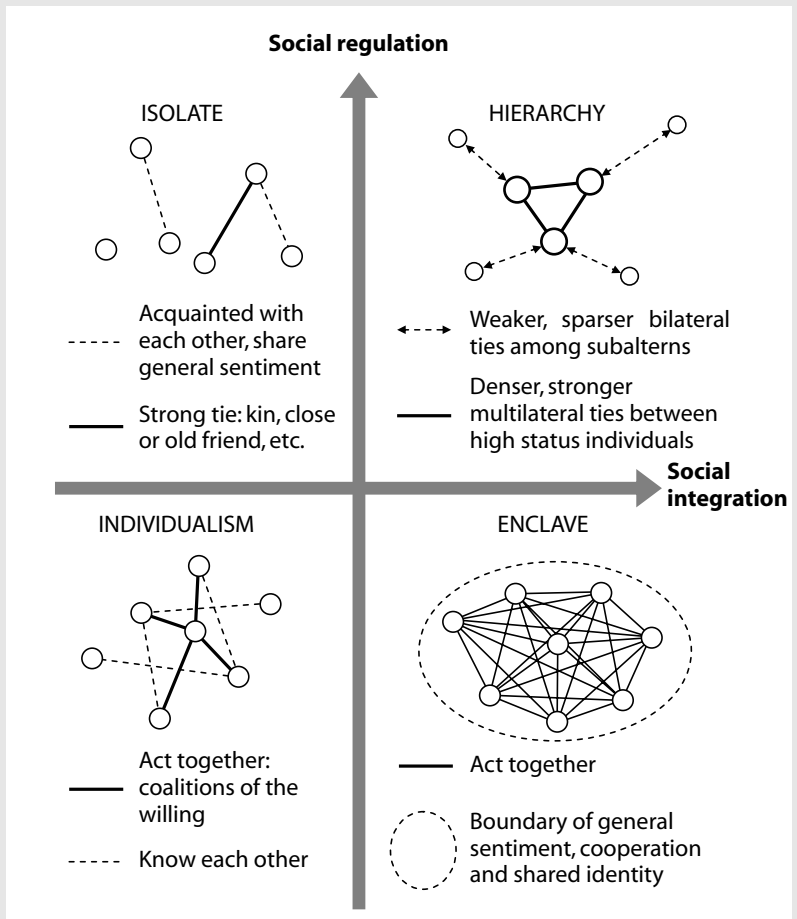 Social regulation
ISOLATE
HIERARCHY
Acquainted with
each other, share
general sentiment
Strong tie: kin, close
or old friend, etc.
Weaker, sparser bilateral
ties among subalterns
Denser, stronger
multilateral ties between
high status individuals
Social
integration
INDIVIDUALISM
ENCLAVE
Act together:
coalitions of the
willing
Know each other
Act together
Boundary of general
sentiment, cooperation
and shared identity